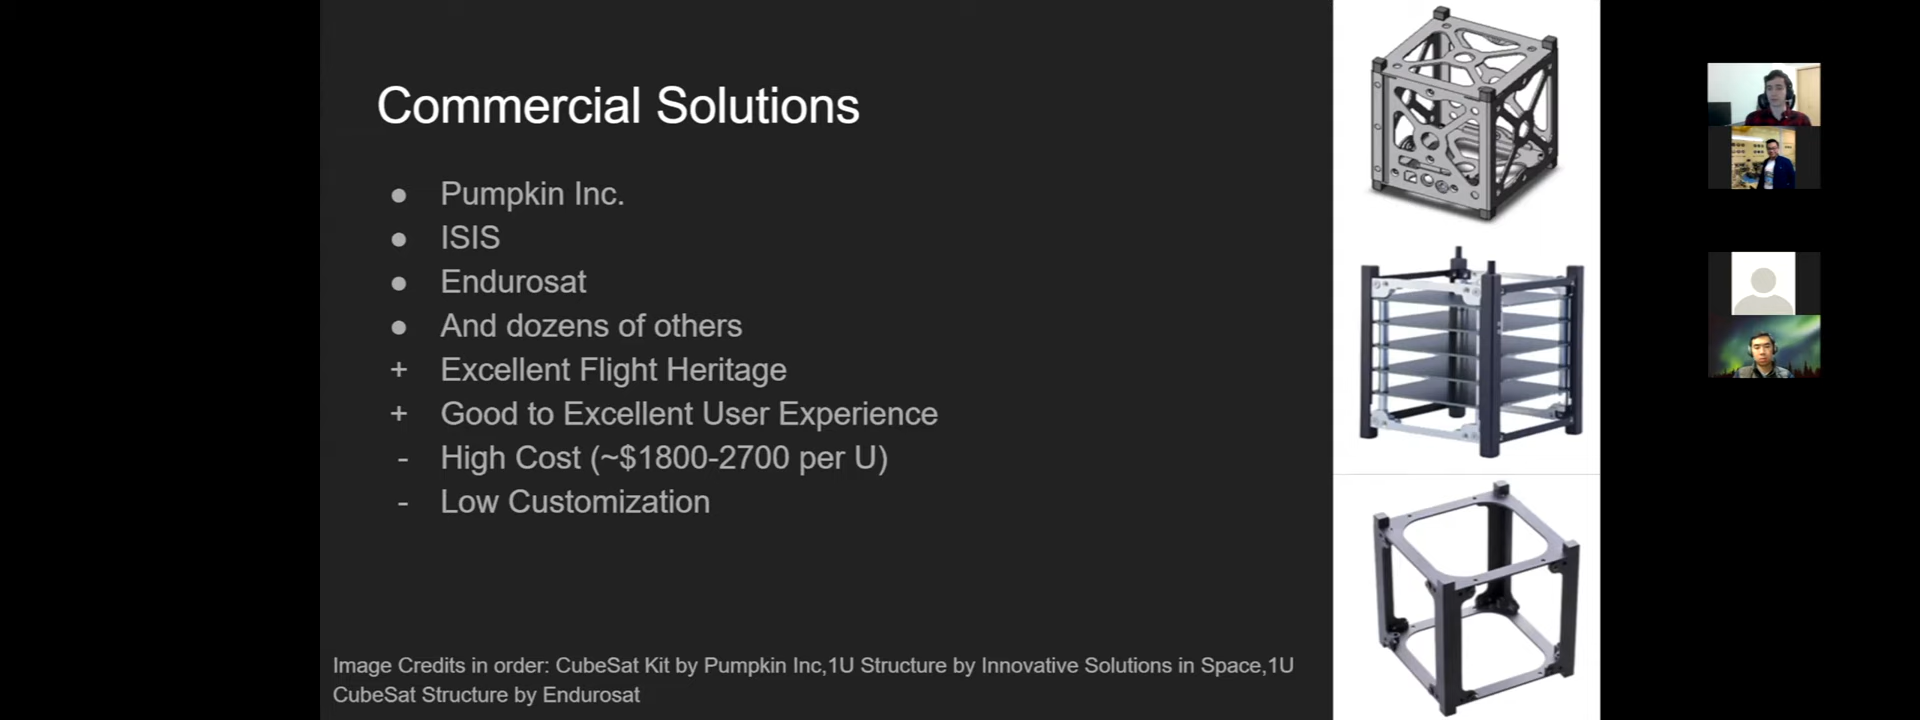 Commercial Solutions
● Pumpkin Inc.
● ISIS
● Endurosat
● And dozens of others
+ Excellent Flight Heritage
+ Good to Excellent User Experience
- High Cost (~$1800-2700 per U)
- Low Customization
Image Credits in order: CubeSat Kit by Pumpkin Inc,1U Structure by Innovative Solutions in Space,1U
CubeSat Structure by Endurosat